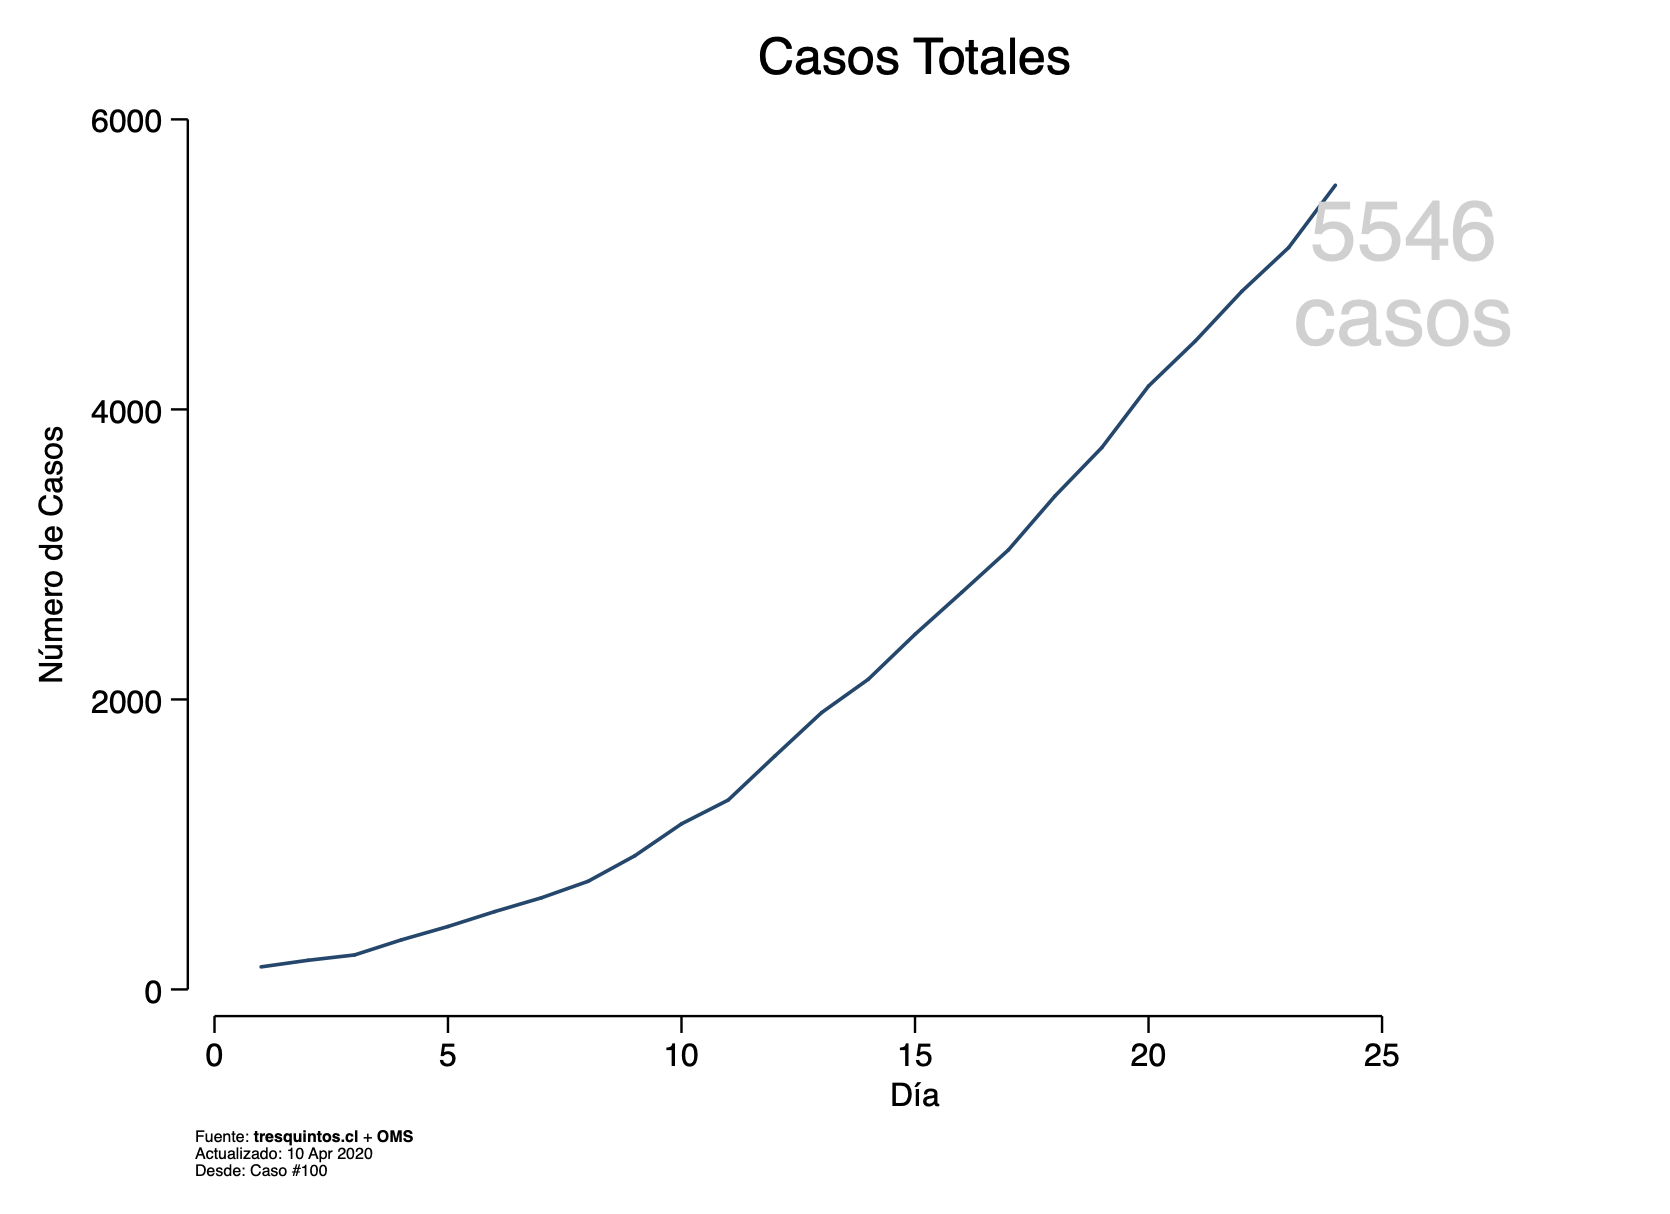 Casos Totales
6000
4000
2000
0
Número de Casos
5546
casos
0 5 10 15 20 25
Día
Fuente: tresquintos.cl + OMS
Actualizado: 10 Apr 2020
Desde: Caso #100